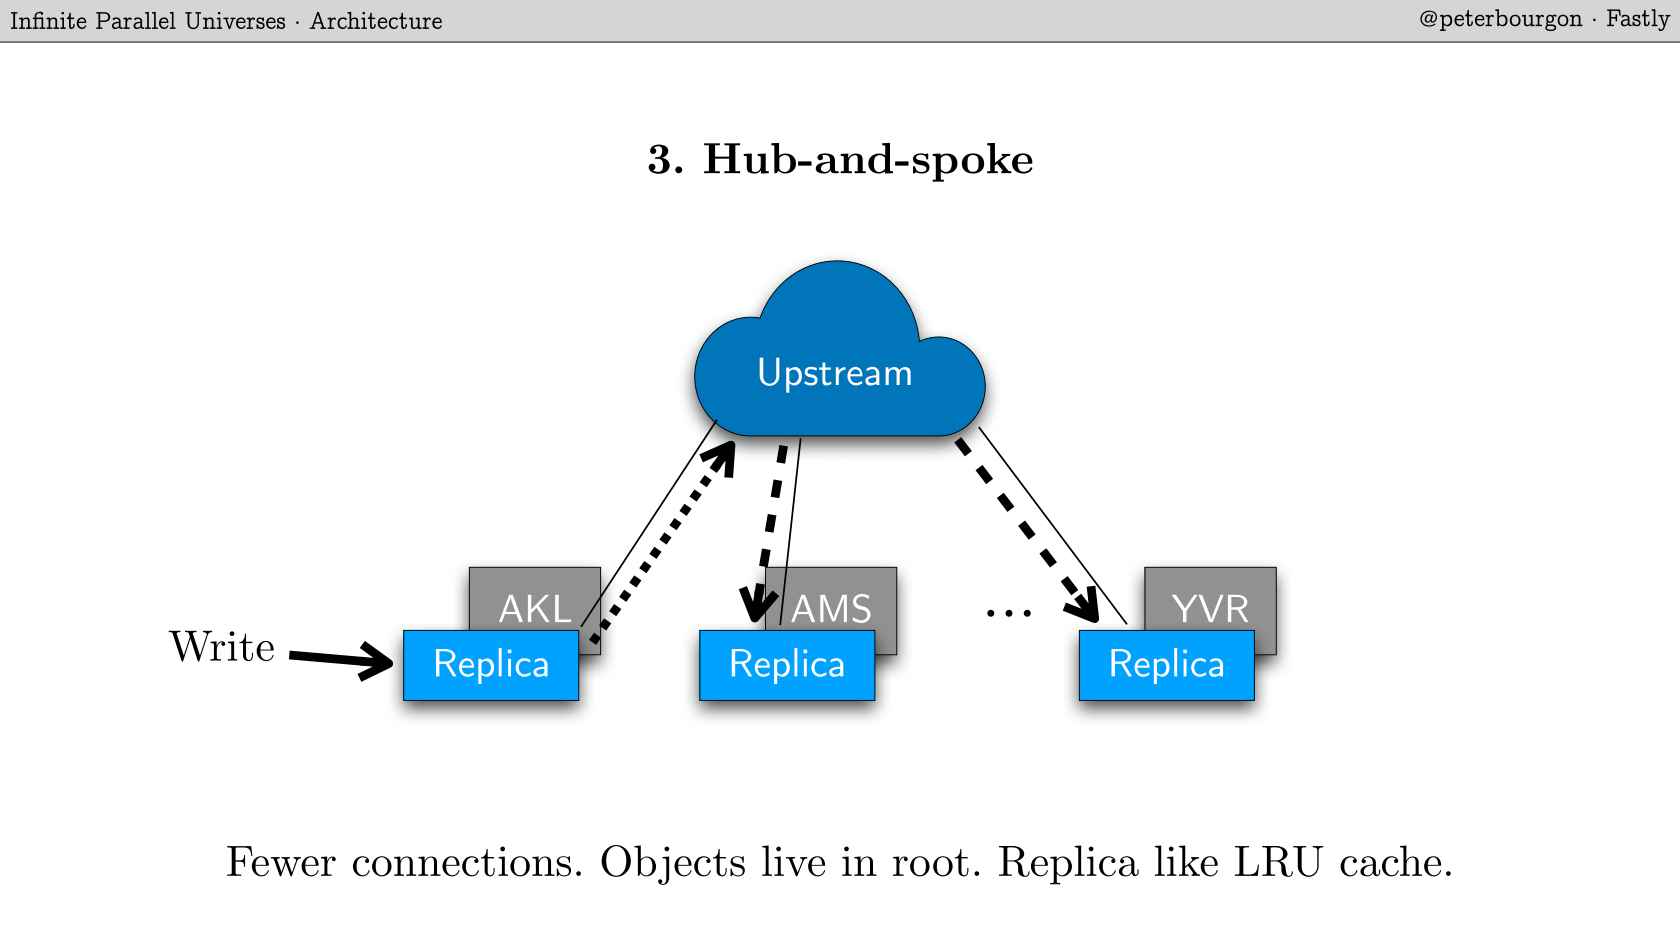 Infinite Parallel Universes · Architecture
@peterbourgon · Fastly
3. Hub-and-spoke
Upstream
AKL
AMS
...
YVR
Write
Replica
Replica
Replica
Fewer connections. Objects live in root. Replica like LRU cache.